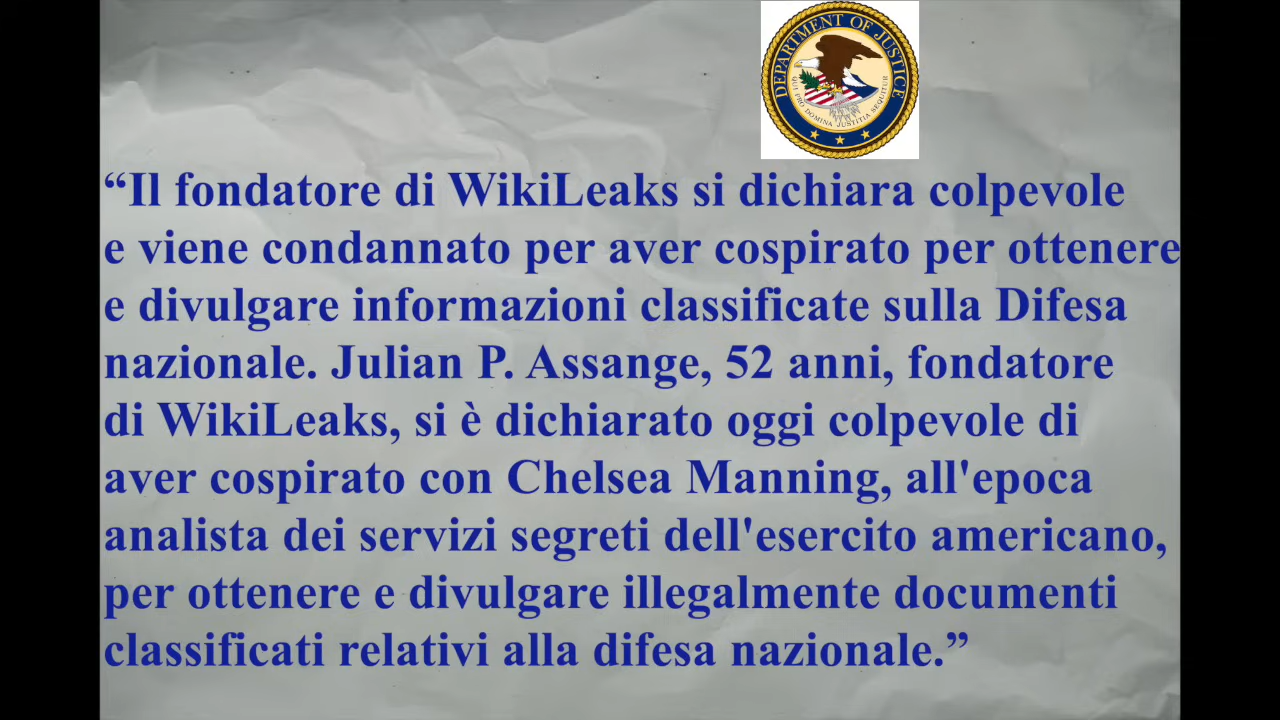 DEPARTMENT OF JUSTICE
QUI PRO DOMINA JUSTITIA SEQUITUR
“Il fondatore di WikiLeaks si dichiara colpevole
e viene condannato per aver cospirato per ottenere
e divulgare informazioni classificate sulla Difesa
nazionale. Julian P. Assange, 52 anni, fondatore
di WikiLeaks, si è dichiarato oggi colpevole di
aver cospirato con Chelsea Manning, all'epoca
analista dei servizi segreti dell'esercito americano,
per ottenere e divulgare illegalmente documenti
classificati relativi alla difesa nazionale.”